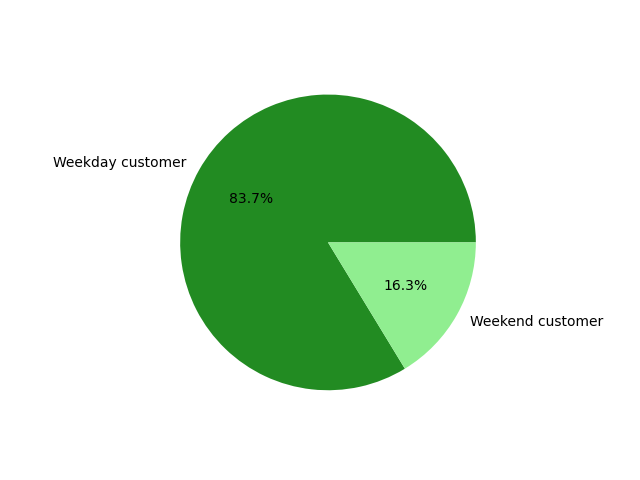 Weekday customer
83.7%
16.3%
Weekend customer